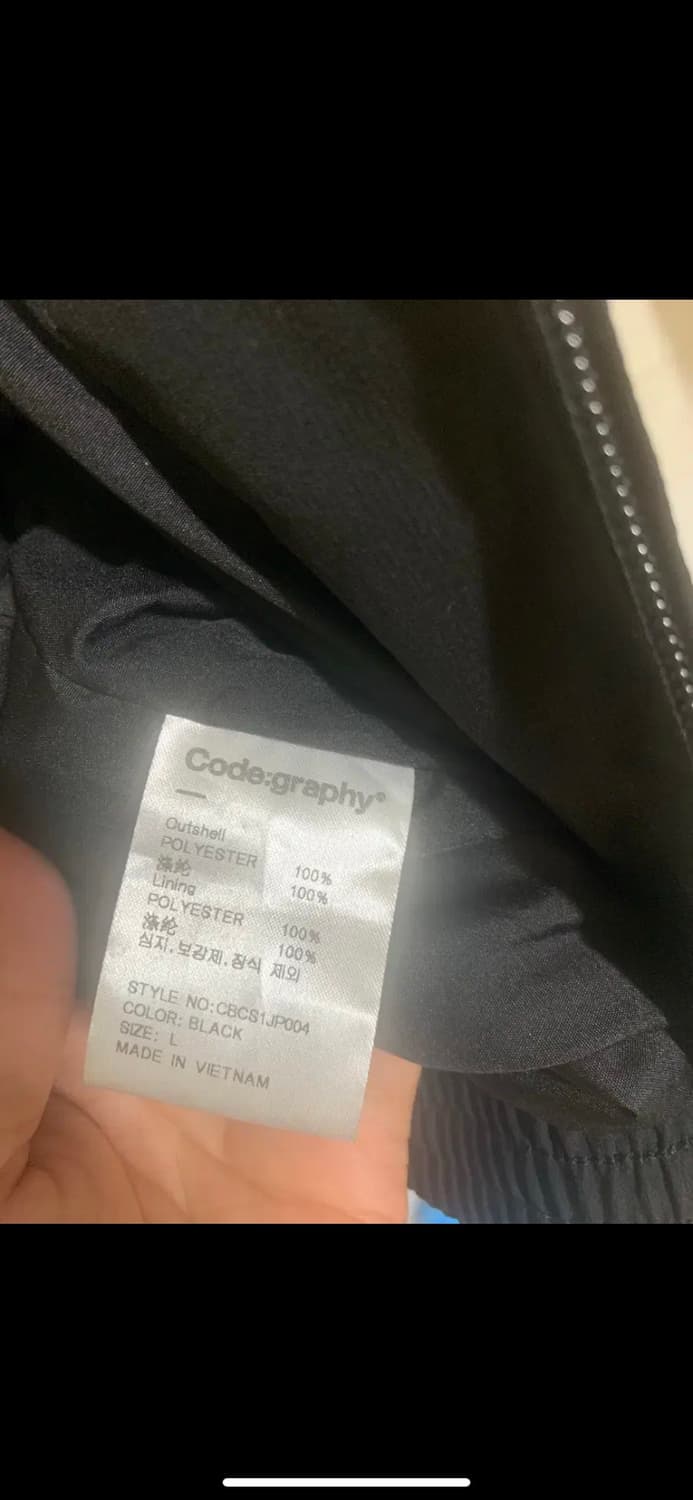 Code:graphy®
Outshell
POLYESTER 100%
涤纶 100%
Lining
POLYESTER 100%
涤纶 100%
심지.보강제.장식 제외
STYLE NO:CBCS1JP004
COLOR: BLACK
SIZE: L
MADE IN VIETNAM